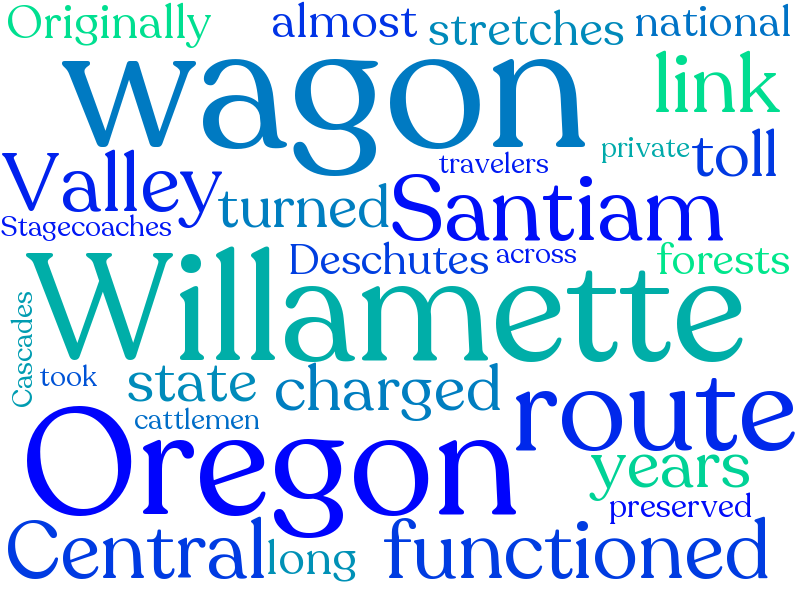 Originally almost stretches national
wagon link
Valley travelers private toll
Stagecoaches turned Santiam
Deschutes across forests
Willamette
Cascades took state charged route
cattlemen
Oregon years
preserved
Central long functioned